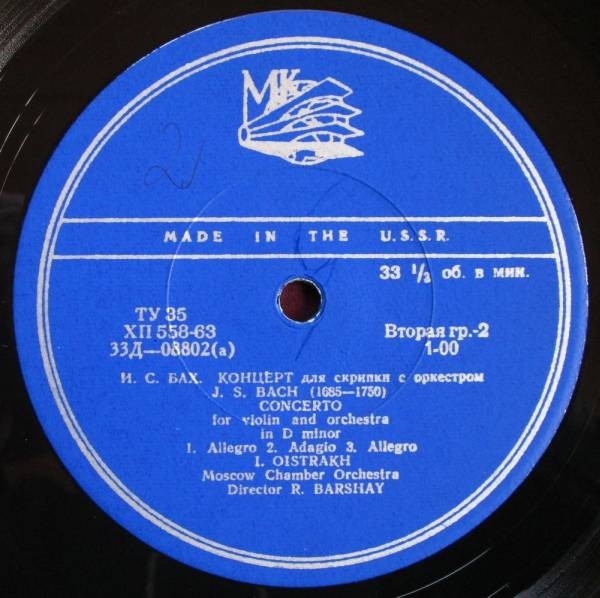 МК
2
MADE IN THE U.S.S.R.
33 1/3 об. в мин.
ТУ 35
ХП 558-63
33Д—08802(а)
Вторая гр.-2
1-00
И. С. БАХ. КОНЦЕРТ для скрипки с оркестром
J. S. BACH (1685—1750)
CONCERTO
for violin and orchestra
in D minor
1. Allegro 2. Adagio 3. Allegro
I. OISTRAKH
Moscow Chamber Orchestra
Director R. BARSHAY